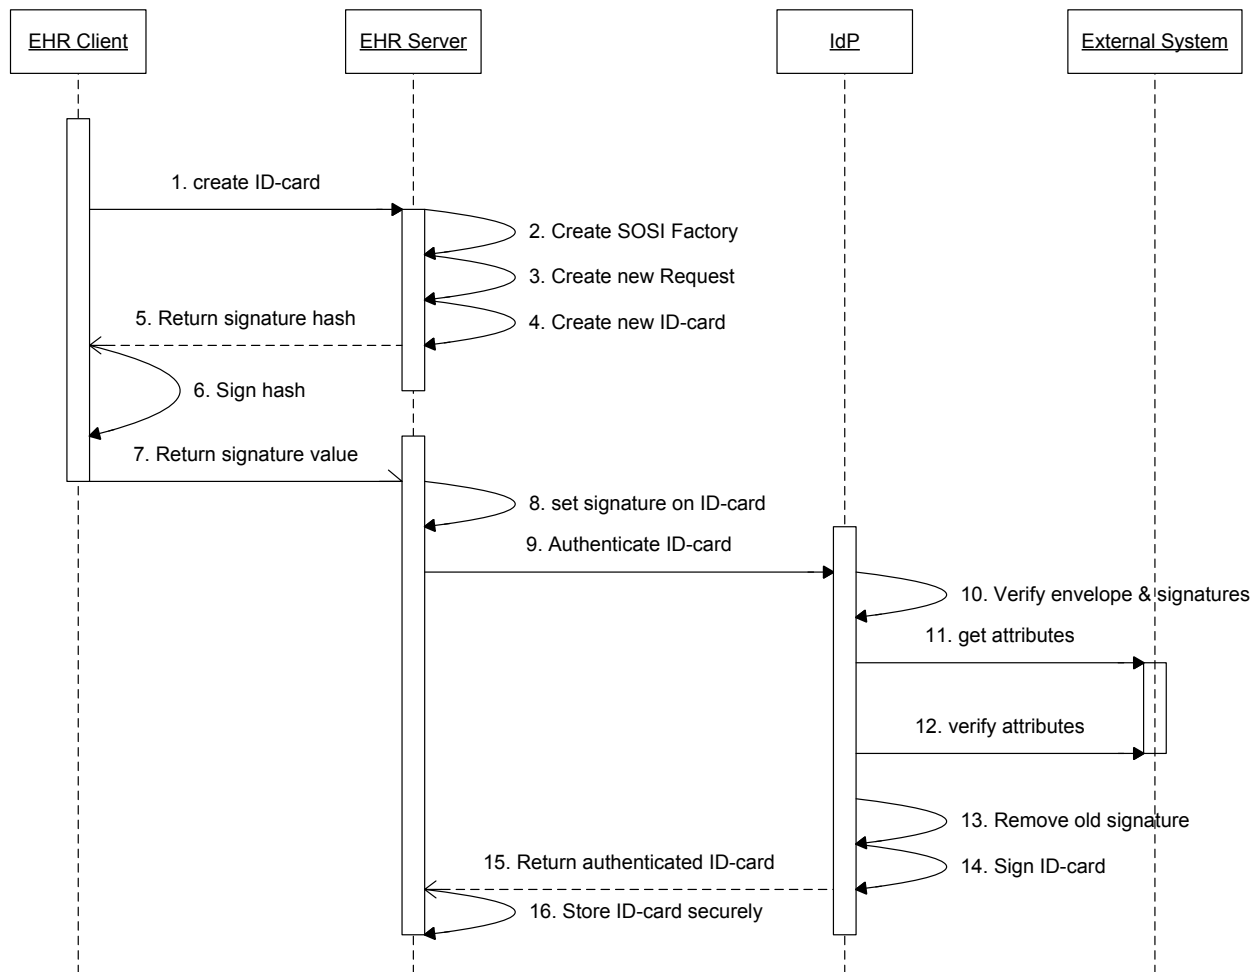 EHR Client
EHR Server
IdP
External System
1. create ID-card
2. Create SOSI Factory
3. Create new Request
5. Return signature hash
4. Create new ID-card
6. Sign hash
7. Return signature value
8. set signature on ID-card
9. Authenticate ID-card
10. Verify envelope & signatures
11. get attributes
12. verify attributes
13. Remove old signature
15. Return authenticated ID-card
14. Sign ID-card
16. Store ID-card securely